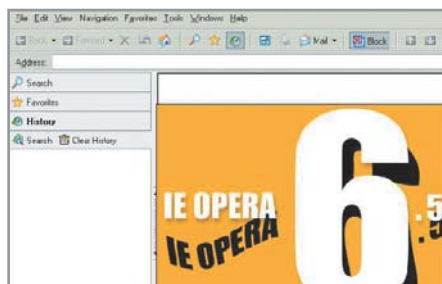 File Edit View Navigation Favorites Tools Windows Help
Back Forward Mail Block
Address:
Search
Favorites
History
Search Clear History
6
IE OPERA .5
IE OPERA .5